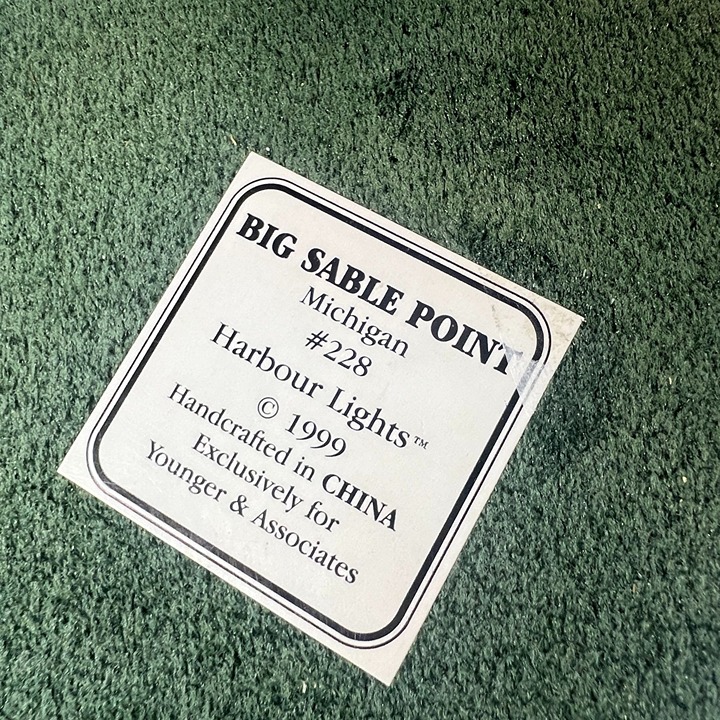 BIG SABLE POINT
Michigan
#228
Harbour Lights™
© 1999
Handcrafted in CHINA
Exclusively for
Younger & Associates